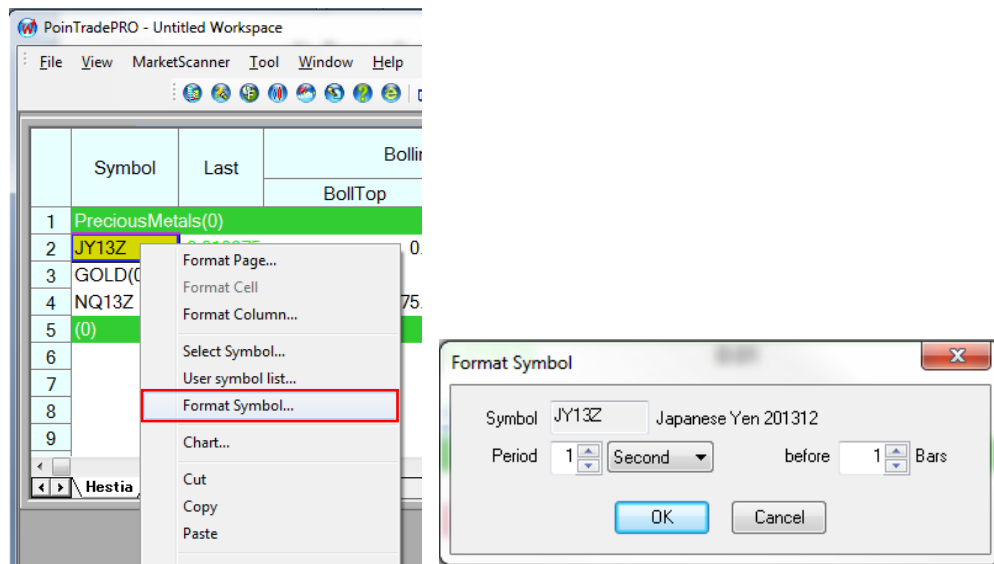 PoinTradePRO - Untitled Workspace
File View MarketScanner Tool Window Help
Symbol Last
BollTop
1 PreciousMetals(0)
2 JY13Z 0.
3 GOLD(0
4 NQ13Z 75.
5 (0)
6
7
8
9
Hestia
Format Page...
Format Cell
Format Column...
Select Symbol...
User symbol list...
Format Symbol...
Chart...
Cut
Copy
Paste
Format Symbol
Symbol JY13Z Japanese Yen 201312
Period 1 Second before 1 Bars
OK Cancel